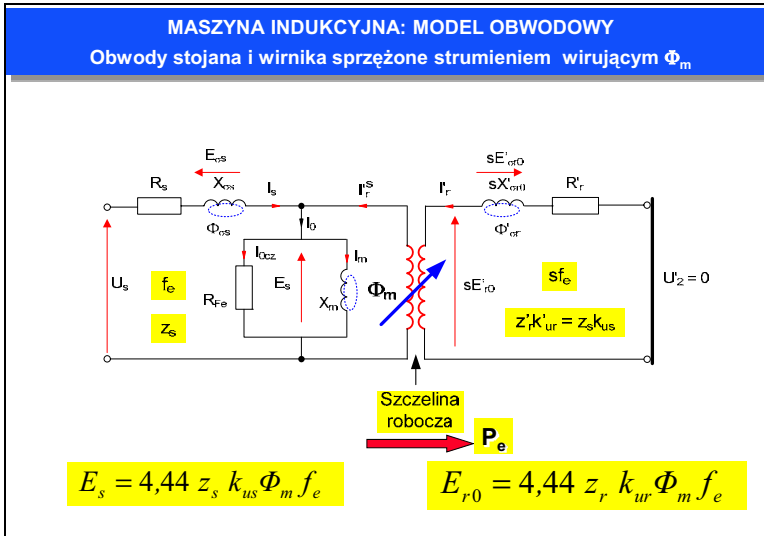 MASZYNA INDUKCYJNA: MODEL OBWODOWY
Obwody stojana i wirnika sprzężone strumieniem wirującym Φm
Eσs
sE'σr0
Rs
Xσs
Is
I'rˢ
I'r
sX'σr0
R'r
Φσs
I0
Φ'σr
I0cz
Im
Us
fe
Es
Φm
sE'r0
sfe
U'2 = 0
RFe
Xm
zs
z'rk'ur = zskus
Szczelina
robocza
Pe
Es = 4,44 zs kusΦm fe
Er0 = 4,44 zr kurΦm fe